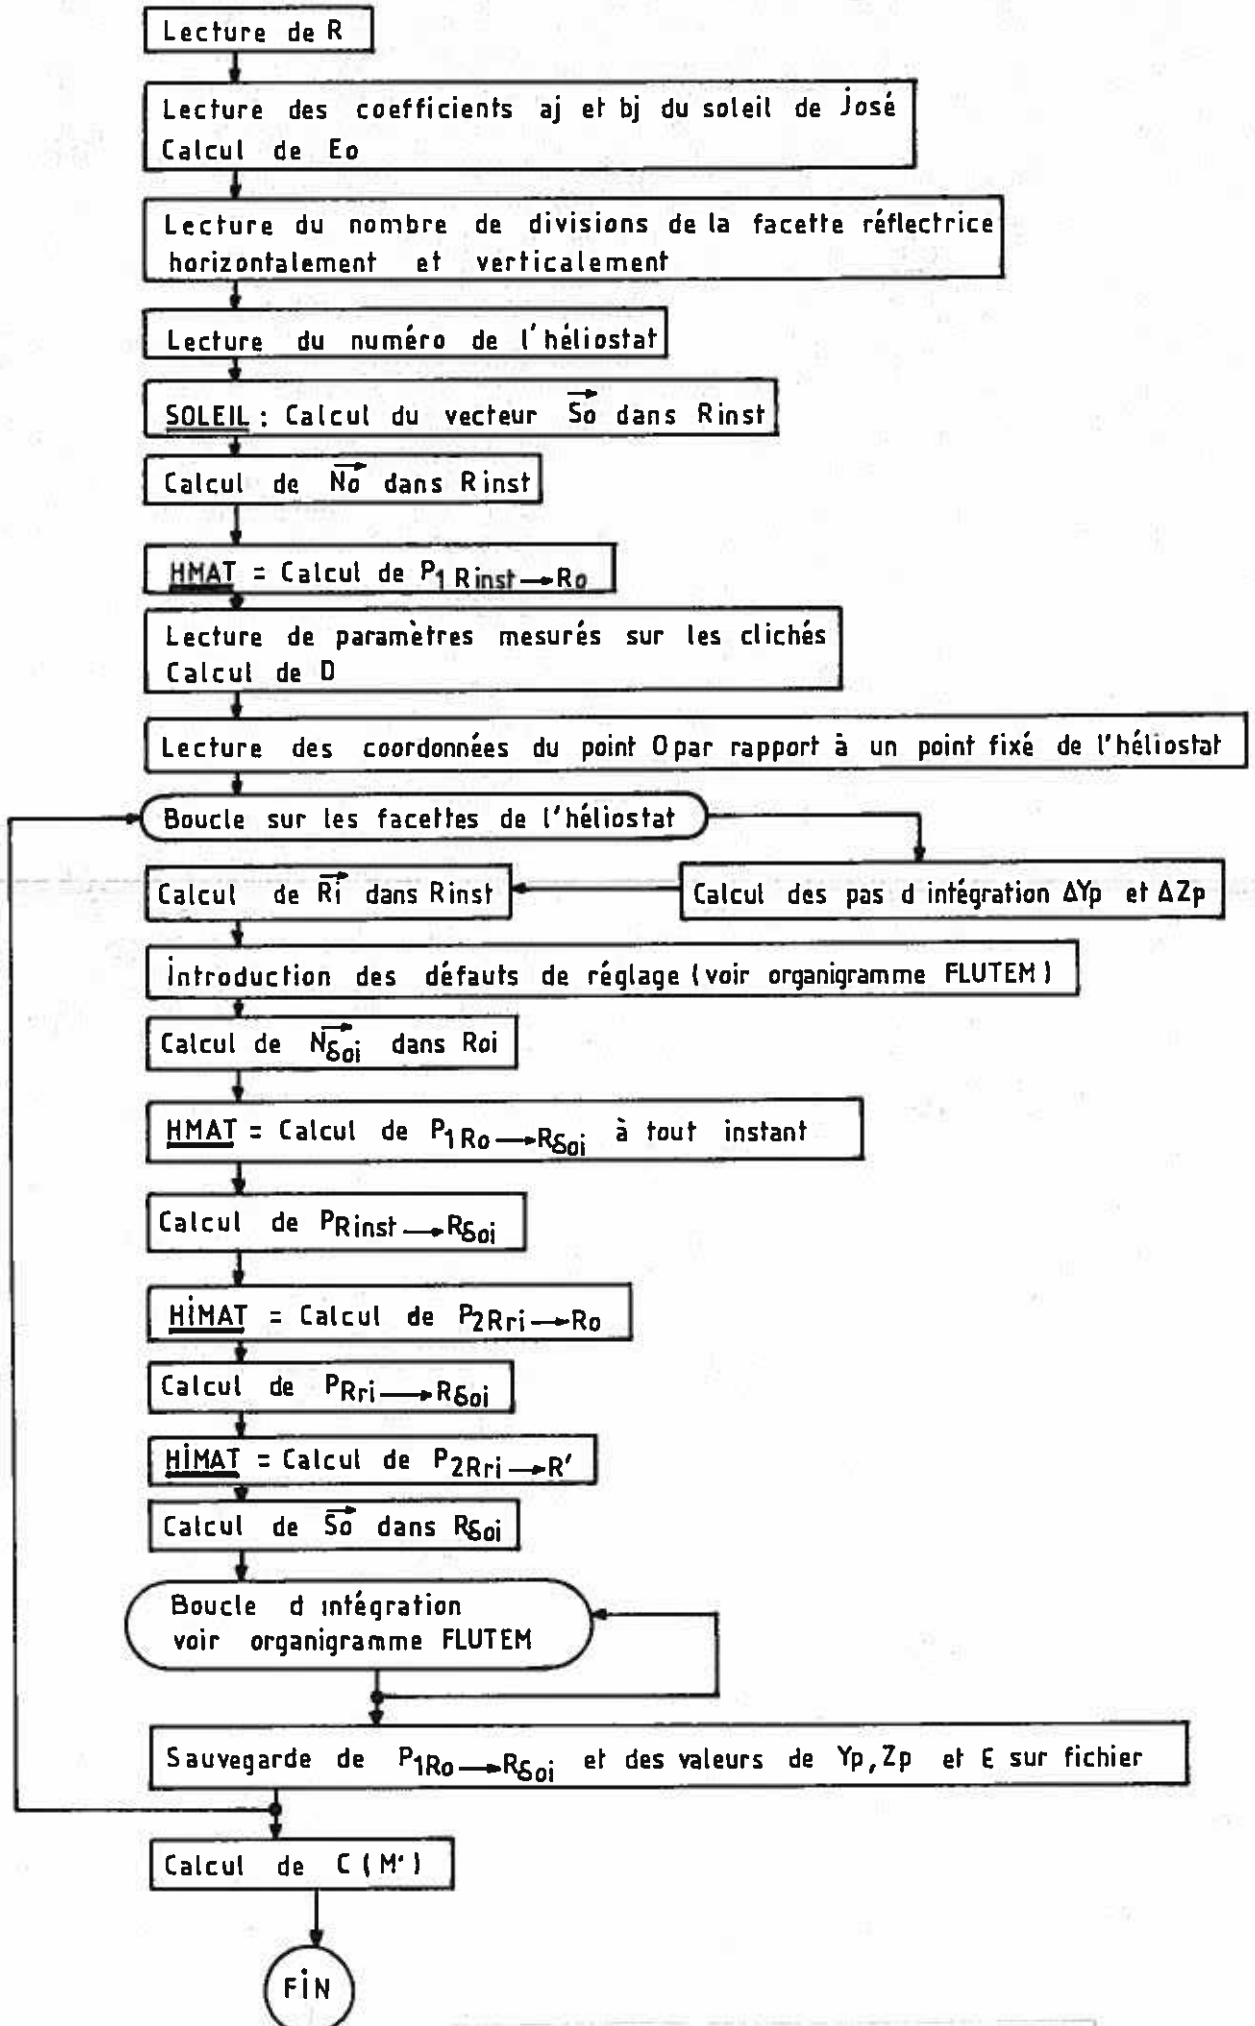 Lecture de R
Lecture des coefficients aj et bj du soleil de José
Calcul de Eo
Lecture du nombre de divisions de la facette réflectrice
horizontalement et verticalement
Lecture du numéro de l'héliostat
SOLEIL : Calcul du vecteur So dans Rinst
Calcul de No dans Rinst
HMAT = Calcul de P1 Rinst→Ro
Lecture de paramètres mesurés sur les clichés
Calcul de D
Lecture des coordonnées du point O par rapport à un point fixé de l'héliostat
Boucle sur les facettes de l'héliostat
Calcul de Ri dans Rinst
Calcul des pas d intégration ΔYp et ΔZp
introduction des défauts de réglage (voir organigramme FLUTEM)
Calcul de Nδoi dans Roi
HMAT = Calcul de P1Ro→Rδoi à tout instant
Calcul de PRinst→Rδoi
HiMAT = Calcul de P2Rri→Ro
Calcul de PRri→Rδoi
HiMAT = Calcul de P2Rri→R'
Calcul de So dans Rδoi
Boucle d intégration
voir organigramme FLUTEM
Sauvegarde de P1Ro→Rδoi et des valeurs de Yp,Zp et E sur fichier
Calcul de C(M')
FiN